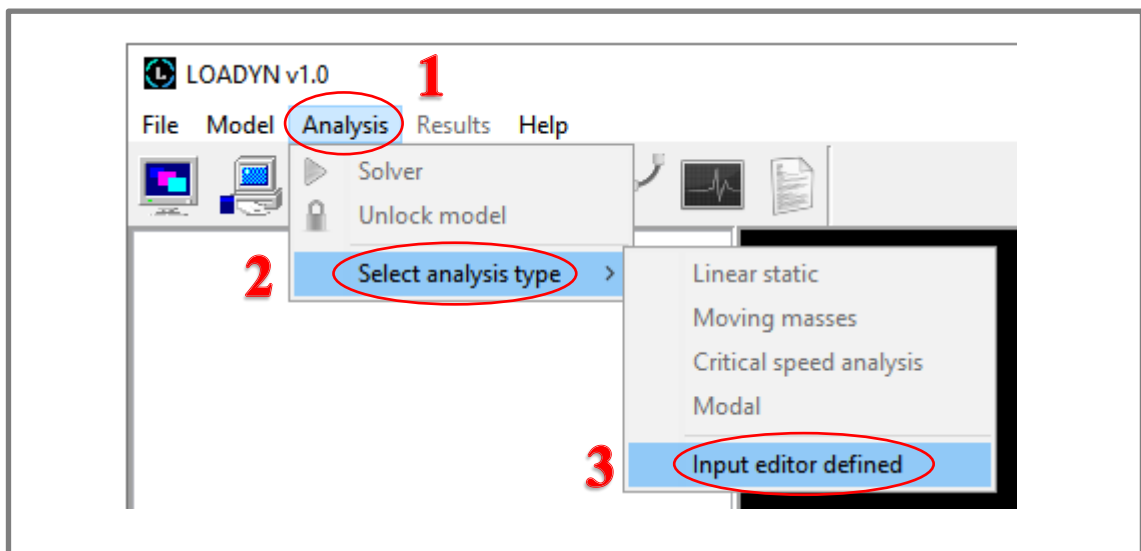 LOADYN v1.0
1
File Model Analysis Results Help
Solver
Unlock model
2 Select analysis type >
Linear static
Moving masses
Critical speed analysis
Modal
3 Input editor defined